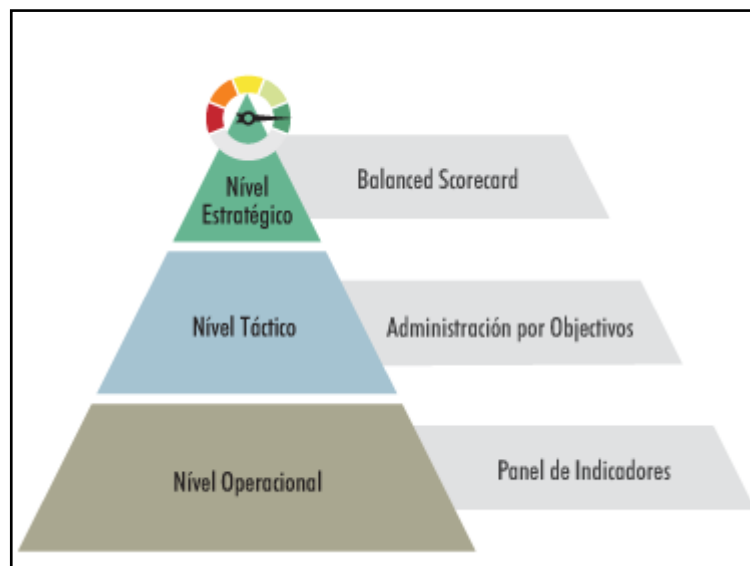 Nível
Estratégico
Balanced Scorecard
Nível Táctico
Administración por Objectivos
Nível Operacional
Panel de Indicadores